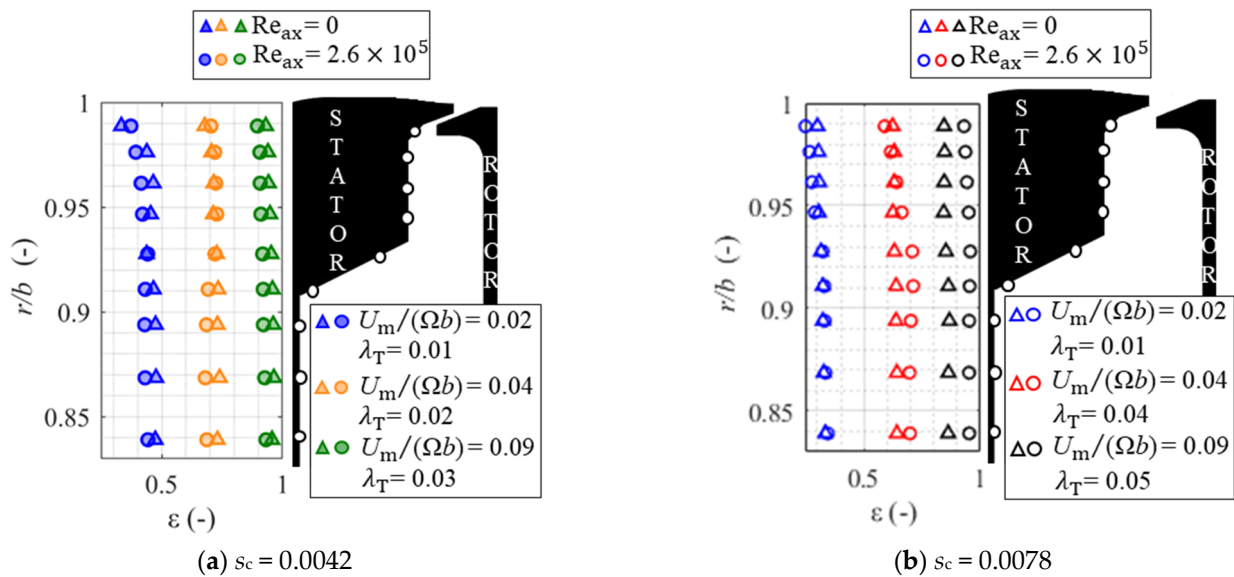 Re_ax = 0
Re_ax = 2.6 × 10^5
1
0.95
0.9
0.85
r/b (-)
0.5
1
ε (-)
STATOR
ROTOR
U_m/(Ωb) = 0.02
λ_T = 0.01
U_m/(Ωb) = 0.04
λ_T = 0.02
U_m/(Ωb) = 0.09
λ_T = 0.03
(a) s_c = 0.0042
Re_ax = 0
Re_ax = 2.6 × 10^5
1
0.95
0.9
0.85
r/b (-)
0.5
1
ε (-)
STATOR
ROTOR
U_m/(Ωb) = 0.02
λ_T = 0.01
U_m/(Ωb) = 0.04
λ_T = 0.04
U_m/(Ωb) = 0.09
λ_T = 0.05
(b) s_c = 0.0078